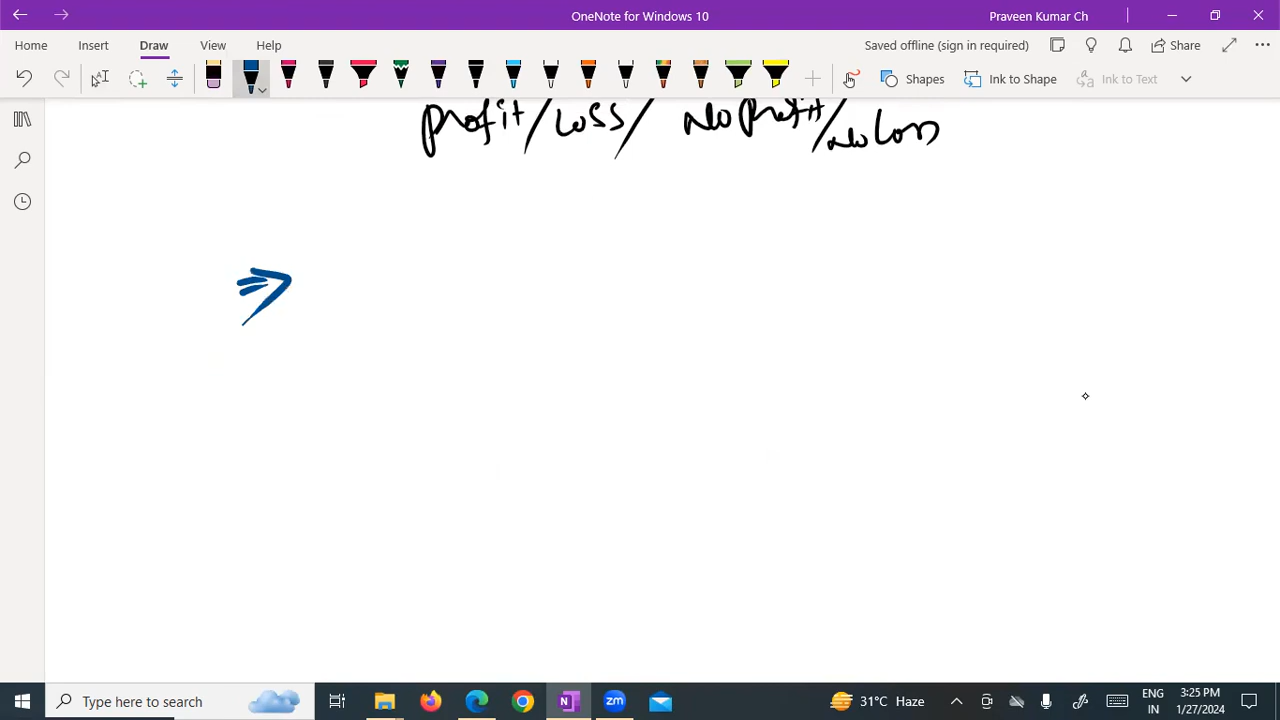 OneNote for Windows 10
Praveen Kumar Ch
Home Insert Draw View Help
Saved offline (sign in required)
Share
Shapes
Ink to Shape
Ink to Text
profit/Loss/ No profit/No Loss
Type here to search
zm
31°C Haze
ENG
IN
3:25 PM
1/27/2024